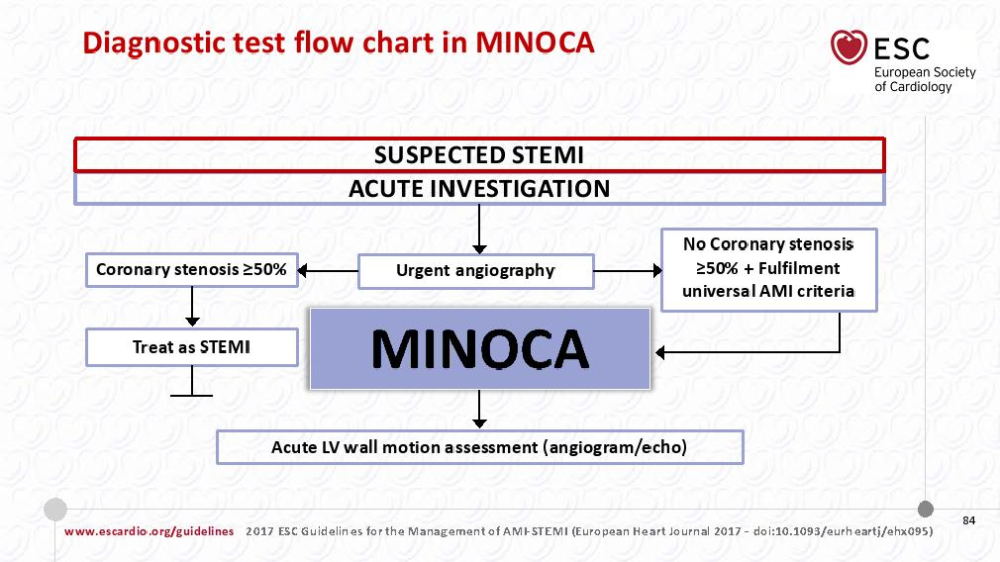 Diagnostic test flow chart in MINOCA
ESC
European Society
of Cardiology
SUSPECTED STEMI
ACUTE INVESTIGATION
Coronary stenosis ≥50%
Urgent angiography
No Coronary stenosis
≥50% + Fulfilment
universal AMI criteria
Treat as STEMI
MINOCA
Acute LV wall motion assessment (angiogram/echo)
84
www.escardio.org/guidelines 2017 ESC Guidelines for the Management of AMI-STEMI (European Heart Journal 2017 - doi:10.1093/eurheartj/ehx095)